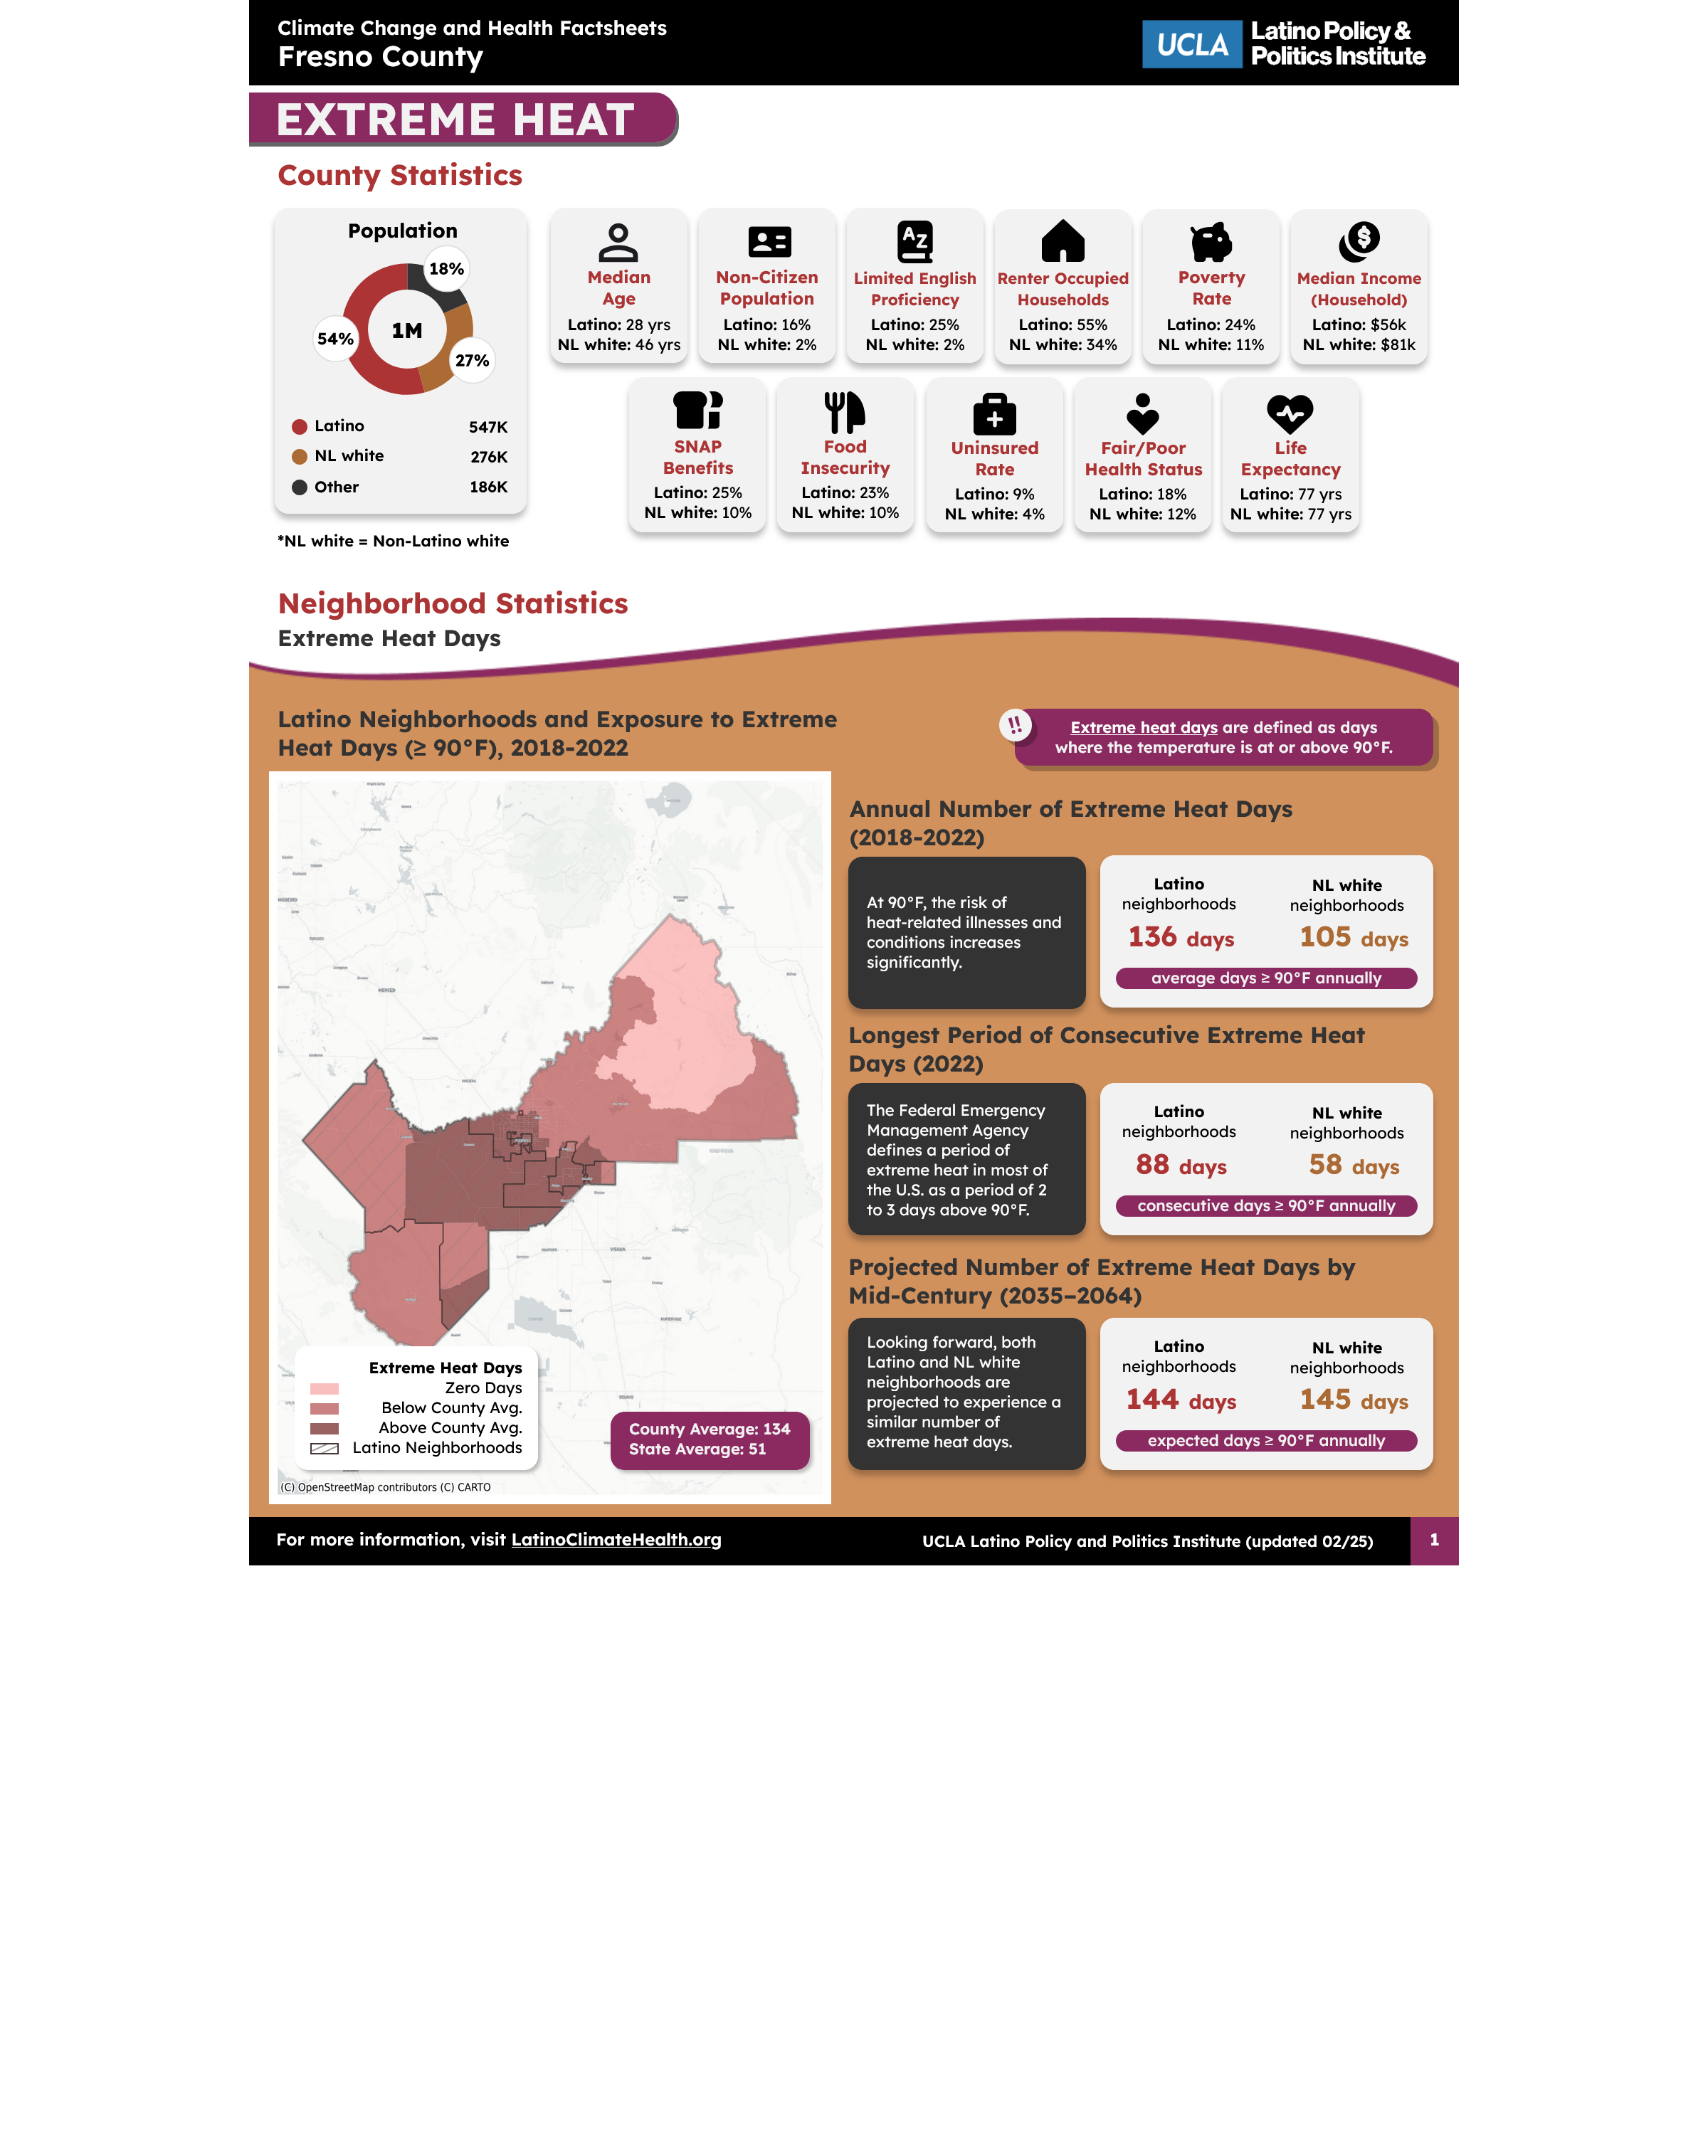 Climate Change and Health Factsheets
Fresno County
UCLA
Latino Policy &
Politics Institute
EXTREME HEAT
County Statistics
Population
18%
54%
1M
27%
Latino 547K
NL white 276K
Other 186K
*NL white = Non-Latino white
Median
Age
Latino: 28 yrs
NL white: 46 yrs
Non-Citizen
Population
Latino: 16%
NL white: 2%
A Z
Limited English
Proficiency
Latino: 25%
NL white: 2%
Renter Occupied
Households
Latino: 55%
NL white: 34%
Poverty
Rate
Latino: 24%
NL white: 11%
$
Median Income
(Household)
Latino: $56k
NL white: $81k
SNAP
Benefits
Latino: 25%
NL white: 10%
Food
Insecurity
Latino: 23%
NL white: 10%
Uninsured
Rate
Latino: 9%
NL white: 4%
Fair/Poor
Health Status
Latino: 18%
NL white: 12%
Life
Expectancy
Latino: 77 yrs
NL white: 77 yrs
Neighborhood Statistics
Extreme Heat Days
Latino Neighborhoods and Exposure to Extreme
Heat Days (≥ 90°F), 2018-2022
!!
Extreme heat days are defined as days
where the temperature is at or above 90°F.
MERCED
VISALIA
Extreme Heat Days
Zero Days
Below County Avg.
Above County Avg.
Latino Neighborhoods
County Average: 134
State Average: 51
(C) OpenStreetMap contributors (C) CARTO
Annual Number of Extreme Heat Days
(2018-2022)
At 90°F, the risk of
heat-related illnesses and
conditions increases
significantly.
Latino
neighborhoods
136 days
NL white
neighborhoods
105 days
average days ≥ 90°F annually
Longest Period of Consecutive Extreme Heat
Days (2022)
The Federal Emergency
Management Agency
defines a period of
extreme heat in most of
the U.S. as a period of 2
to 3 days above 90°F.
Latino
neighborhoods
88 days
NL white
neighborhoods
58 days
consecutive days ≥ 90°F annually
Projected Number of Extreme Heat Days by
Mid-Century (2035–2064)
Looking forward, both
Latino and NL white
neighborhoods are
projected to experience a
similar number of
extreme heat days.
Latino
neighborhoods
144 days
NL white
neighborhoods
145 days
expected days ≥ 90°F annually
For more information, visit LatinoClimateHealth.org
UCLA Latino Policy and Politics Institute (updated 02/25)
1